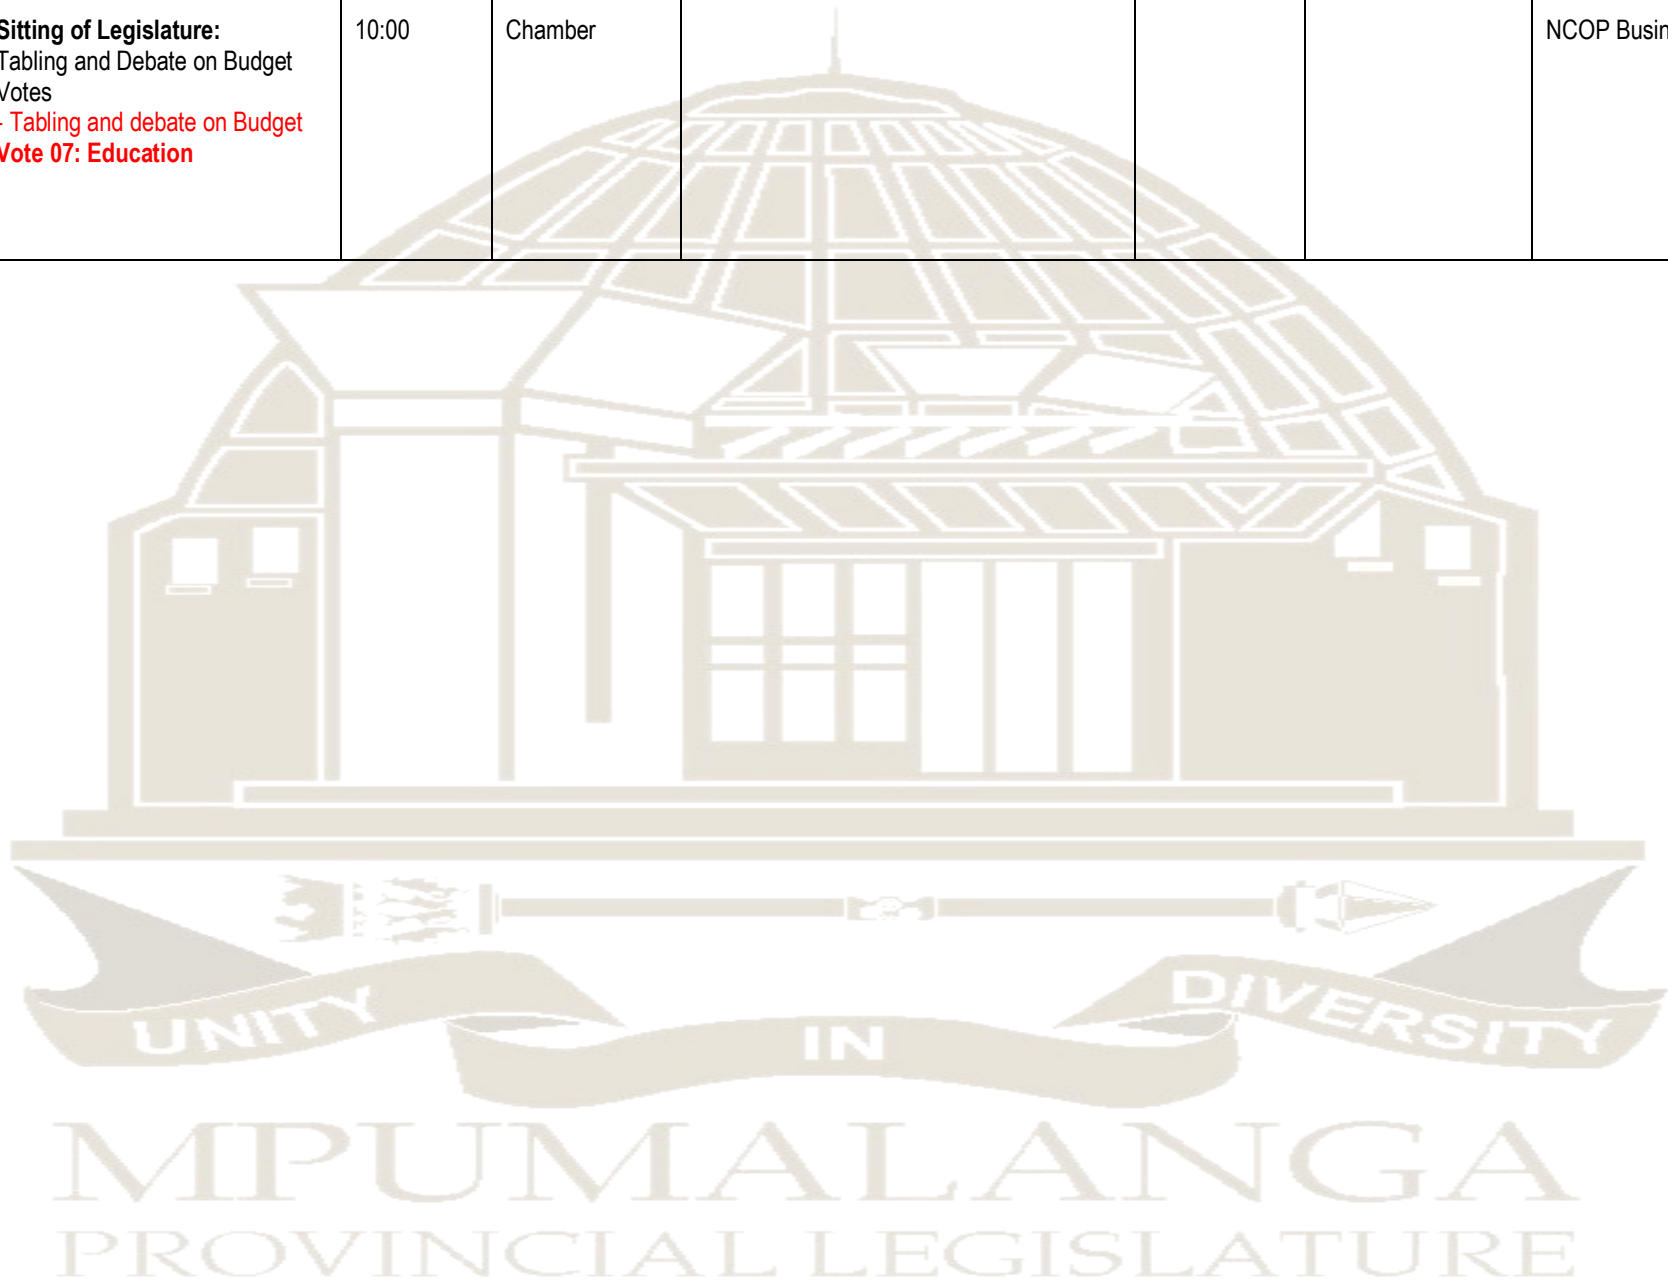 Sitting of Legislature:
10:00
Chamber
NCOP Busin
Tabling and Debate on Budget
Votes
- Tabling and debate on Budget
Vote 07: Education
UNITY
IN
DIVERSITY
MPUMALANGA
PROVINCIAL LEGISLATURE